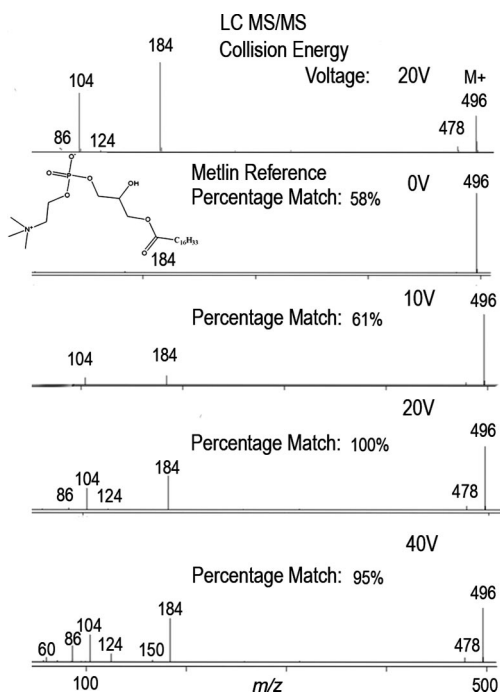 LC MS/MS
Collision Energy
Voltage: 20V M+
86 104 124 184 478 496
Metlin Reference
Percentage Match: 58% 0V
O⁻
O P O OH
O O
N⁺ O C₁₆H₃₃
O
184 496
10V
Percentage Match: 61%
104 184 496
20V
Percentage Match: 100%
86 104 124 184 478 496
40V
Percentage Match: 95%
60 86 104 124 150 184 478 496
100 m/z 500